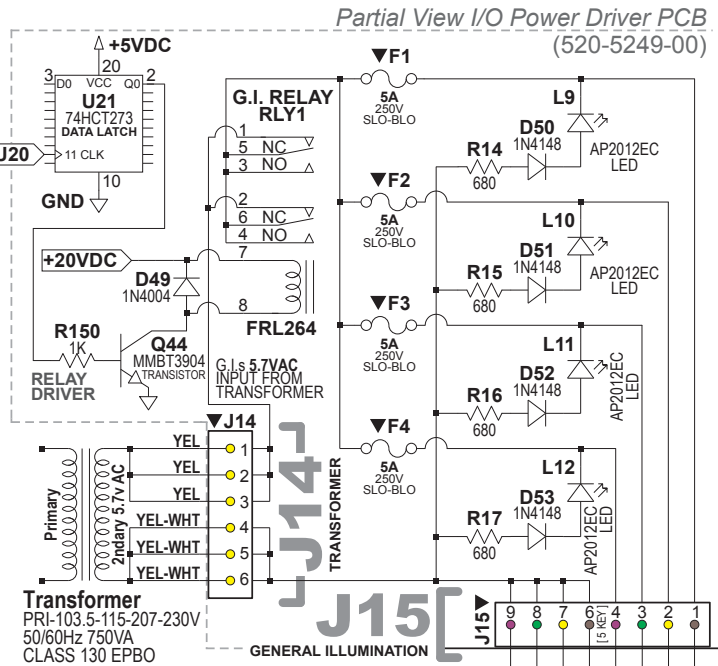 Partial View I/O Power Driver PCB
(520-5249-00)
+5VDC
20
3 D0 VCC Q0 2
U21
74HCT273
DATA LATCH
U20
11 CLK
10
GND
G.I. RELAY
RLY1
1
5 NC
3 NO
2
6 NC
4 NO
7
8
+20VDC
D49
1N4004
FRL264
R150
1K
Q44
MMBT3904
TRANSISTOR
RELAY
DRIVER
G.I.s 5.7VAC
INPUT FROM
TRANSFORMER
▼F1
5A
250V
SLO-BLO
L9
D50
1N4148
R14
680
AP2012EC
LED
▼F2
5A
250V
SLO-BLO
L10
D51
1N4148
R15
680
AP2012EC
LED
▼F3
5A
250V
SLO-BLO
L11
D52
1N4148
R16
680
AP2012EC
LED
▼F4
5A
250V
SLO-BLO
L12
D53
1N4148
R17
680
AP2012EC
LED
▼J14
YEL 1
YEL 2
YEL 3
YEL-WHT 4
YEL-WHT 5
YEL-WHT 6
Primary
2ndary 5.7v AC
J14
TRANSFORMER
Transformer
PRI-103.5-115-207-230V
50/60Hz 750VA
CLASS 130 EPBO
J15
GENERAL ILLUMINATION
J15▼
9 8 7 6 [5 KEY] 4 3 2 1